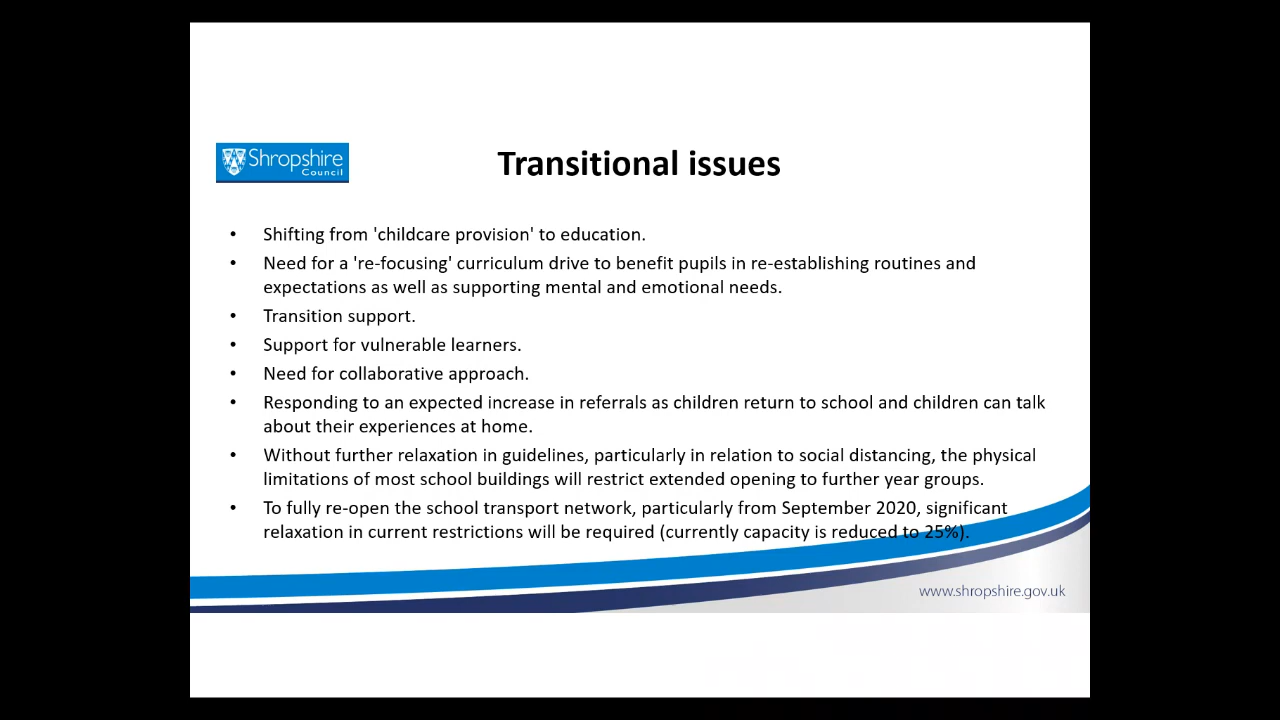 Shropshire
Council
Transitional issues
• Shifting from 'childcare provision' to education.
• Need for a 're-focusing' curriculum drive to benefit pupils in re-establishing routines and
expectations as well as supporting mental and emotional needs.
• Transition support.
• Support for vulnerable learners.
• Need for collaborative approach.
• Responding to an expected increase in referrals as children return to school and children can talk
about their experiences at home.
• Without further relaxation in guidelines, particularly in relation to social distancing, the physical
limitations of most school buildings will restrict extended opening to further year groups.
• To fully re-open the school transport network, particularly from September 2020, significant
relaxation in current restrictions will be required (currently capacity is reduced to 25%).
www.shropshire.gov.uk